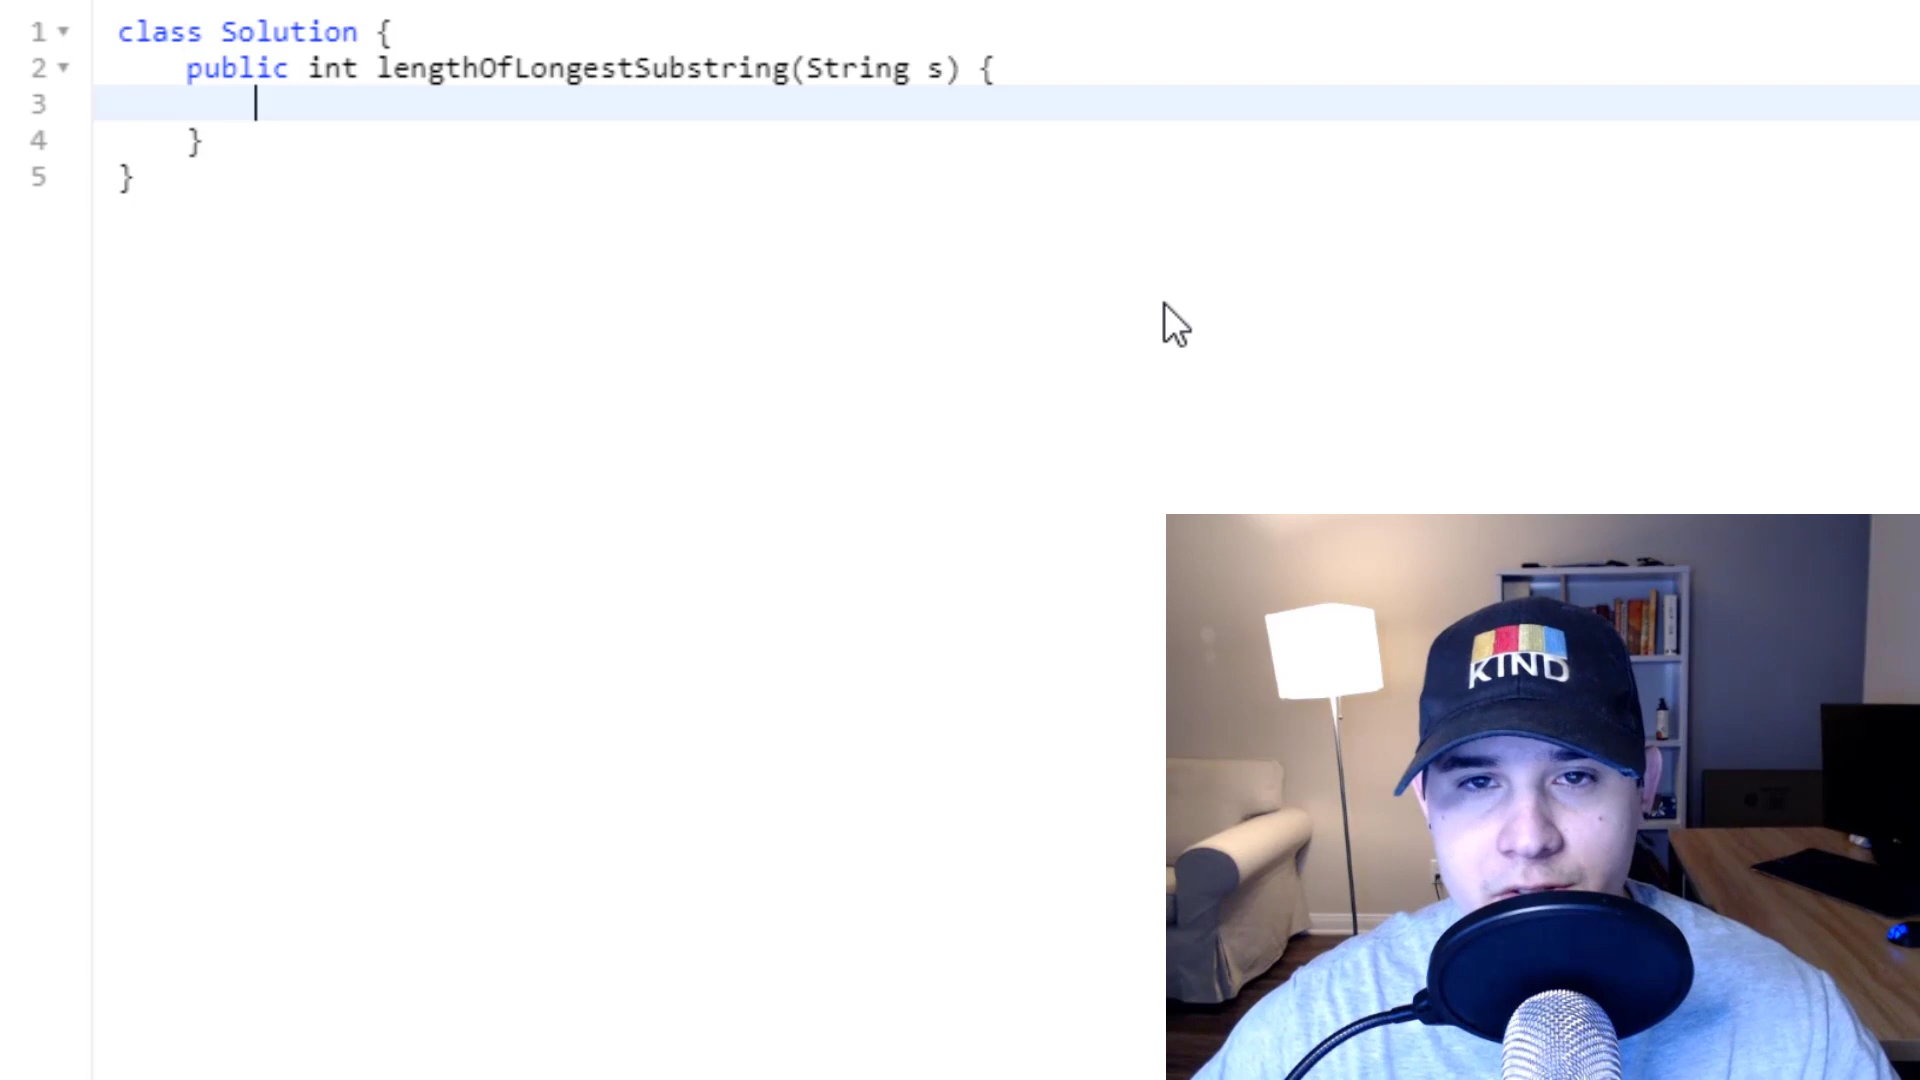 1 class Solution {
2 public int lengthOfLongestSubstring(String s) {
3
4 }
5 }
KIND